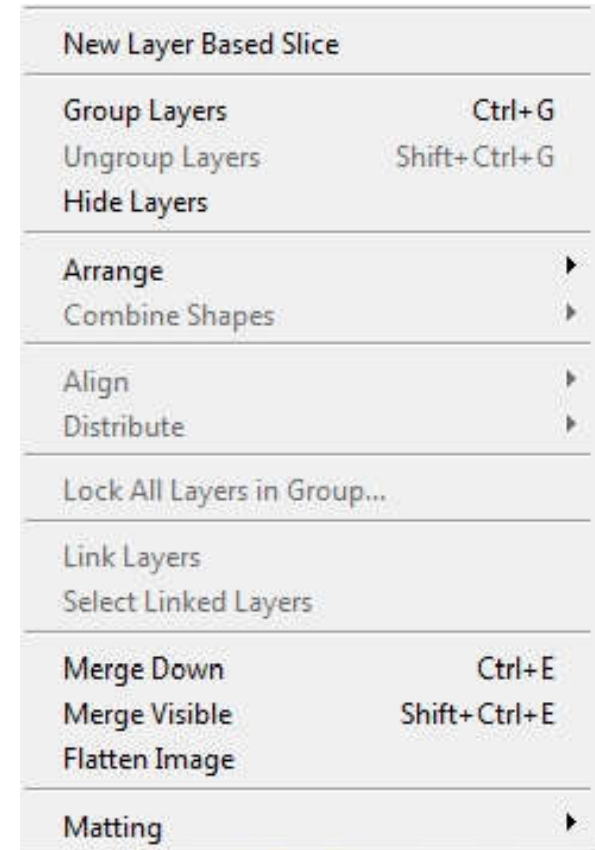 New Layer Based Slice
Group Layers Ctrl+G
Ungroup Layers Shift+Ctrl+G
Hide Layers
Arrange
Combine Shapes
Align
Distribute
Lock All Layers in Group...
Link Layers
Select Linked Layers
Merge Down Ctrl+E
Merge Visible Shift+Ctrl+E
Flatten Image
Matting